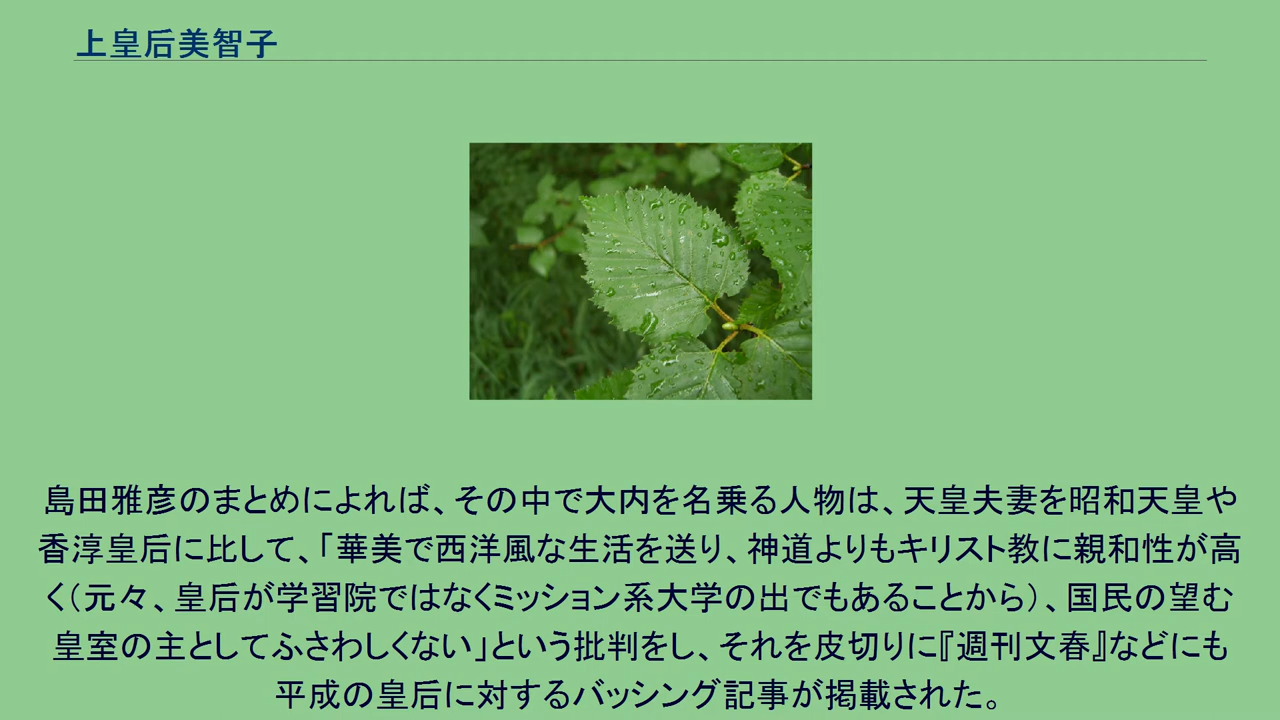 上皇后美智子
島田雅彦のまとめによれば、その中で大内を名乗る人物は、天皇夫妻を昭和天皇や
香淳皇后に比して、「華美で西洋風な生活を送り、神道よりもキリスト教に親和性が高
く（元々、皇后が学習院ではなくミッション系大学の出でもあることから）、国民の望む
皇室の主としてふさわしくない」という批判をし、それを皮切りに『週刊文春』などにも
平成の皇后に対するバッシング記事が掲載された。